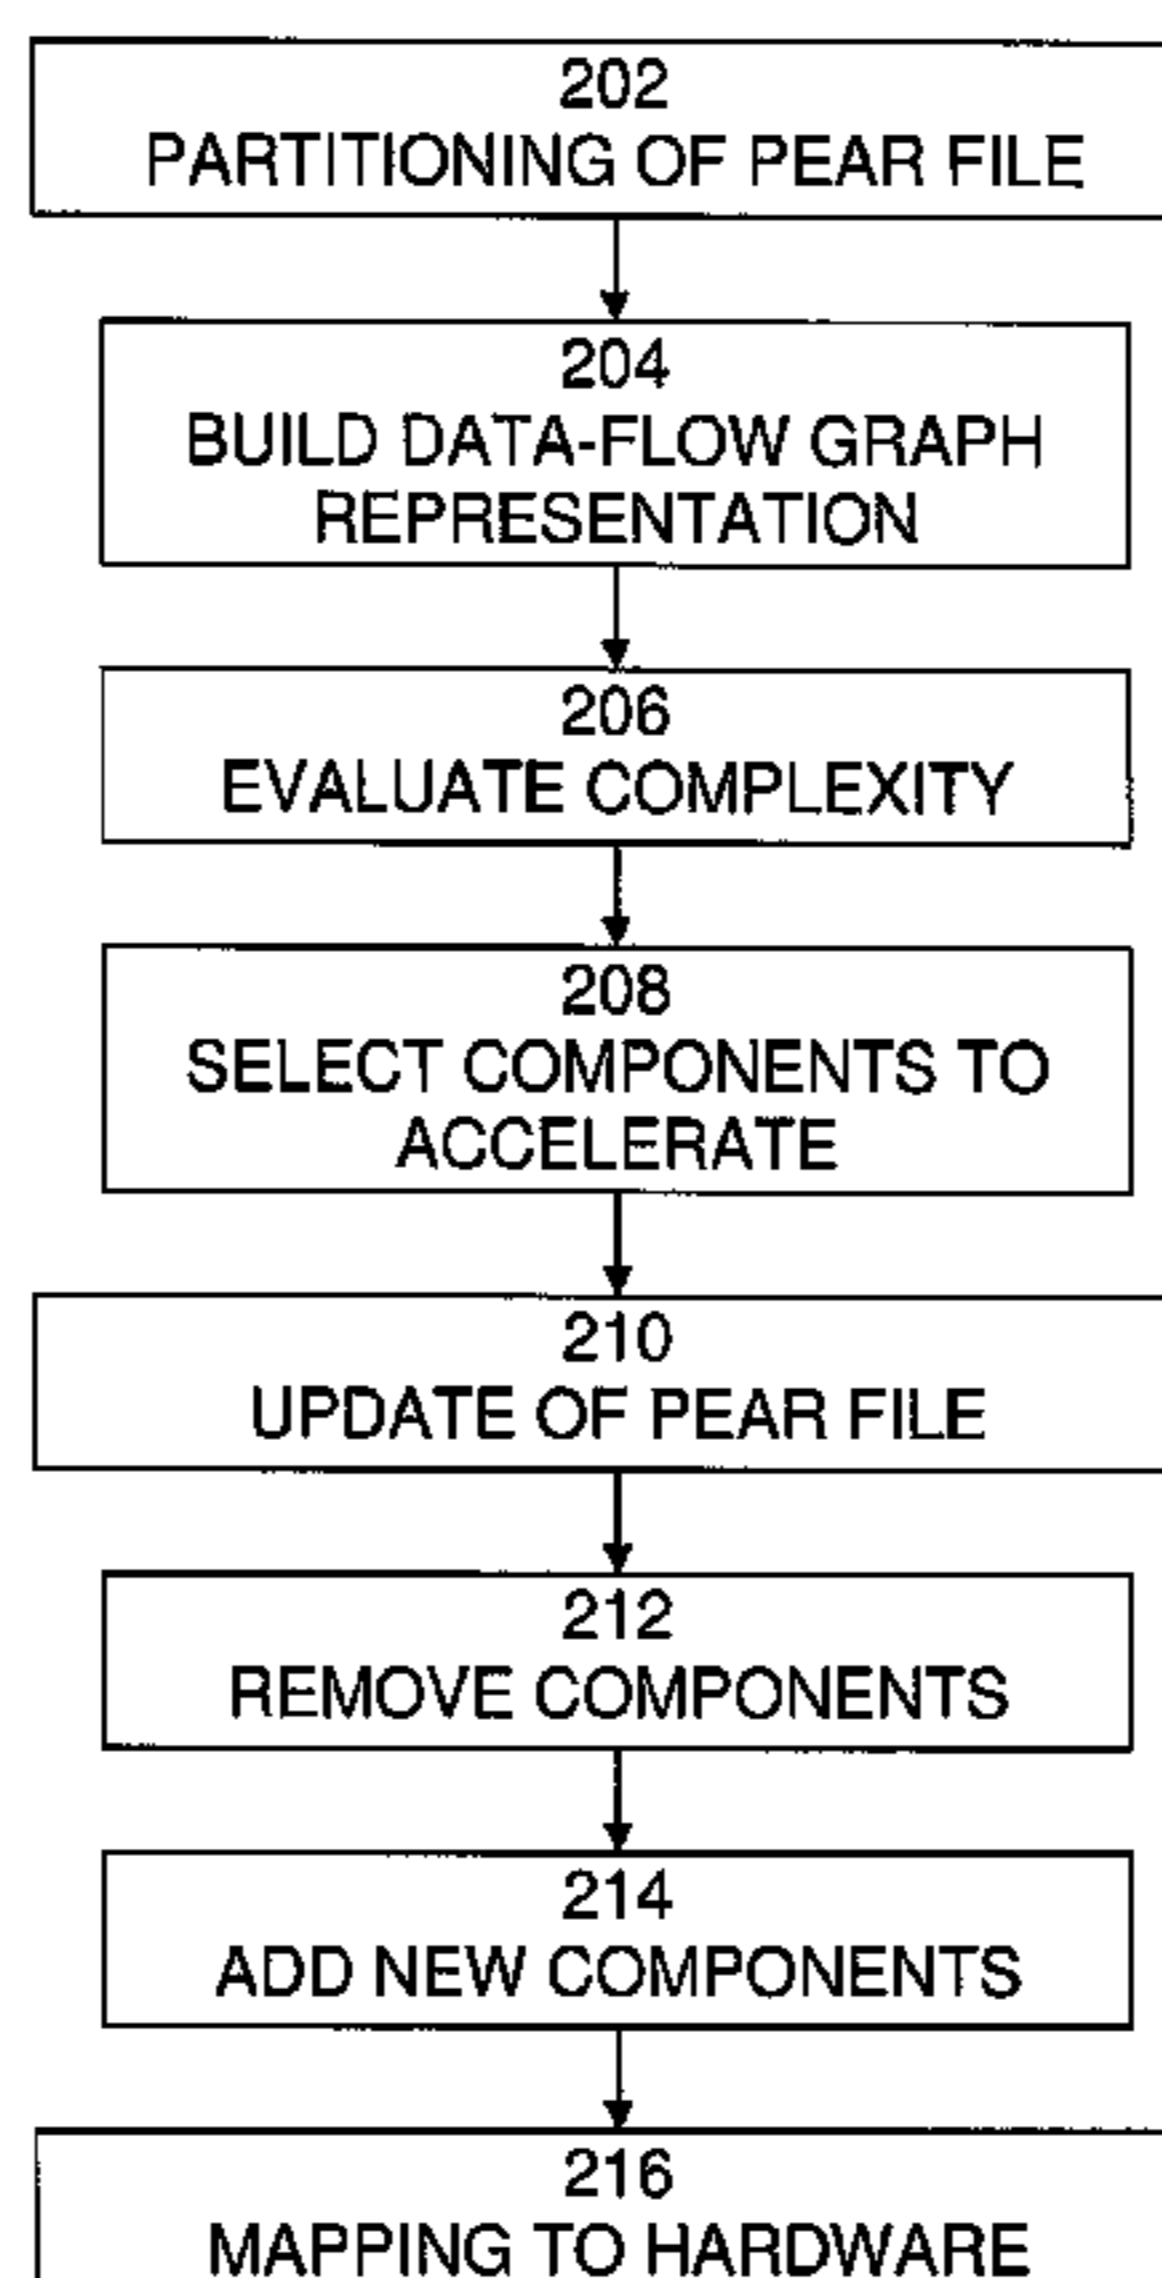 202
PARTITIONING OF PEAR FILE
204
BUILD DATA-FLOW GRAPH
REPRESENTATION
206
EVALUATE COMPLEXITY
208
SELECT COMPONENTS TO
ACCELERATE
210
UPDATE OF PEAR FILE
212
REMOVE COMPONENTS
214
ADD NEW COMPONENTS
216
MAPPING TO HARDWARE